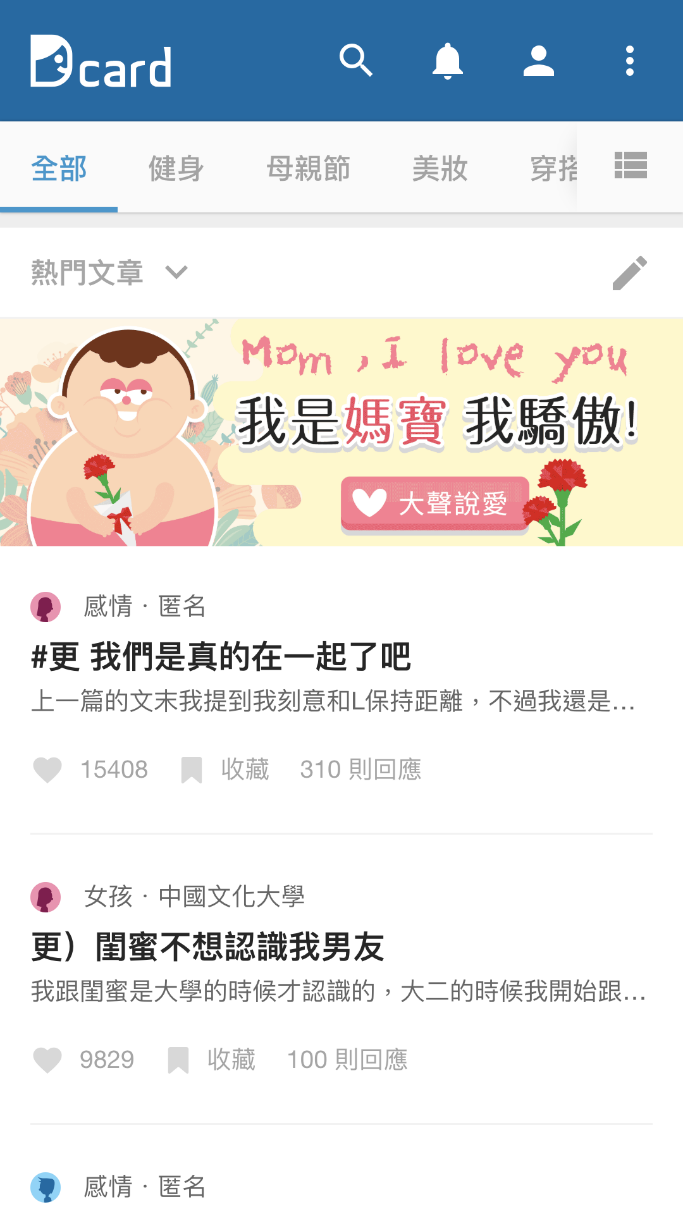 Dcard
全部 健身 母親節 美妝 穿搭
熱門文章
Mom , I love you
我是媽寶 我驕傲!
大聲說愛
感情 · 匿名
#更 我們是真的在一起了吧
上一篇的文末我提到我刻意和L保持距離，不過我還是…
15408 收藏 310 則回應
女孩 · 中國文化大學
更）閨蜜不想認識我男友
我跟閨蜜是大學的時候才認識的，大二的時候我開始跟…
9829 收藏 100 則回應
感情 · 匿名